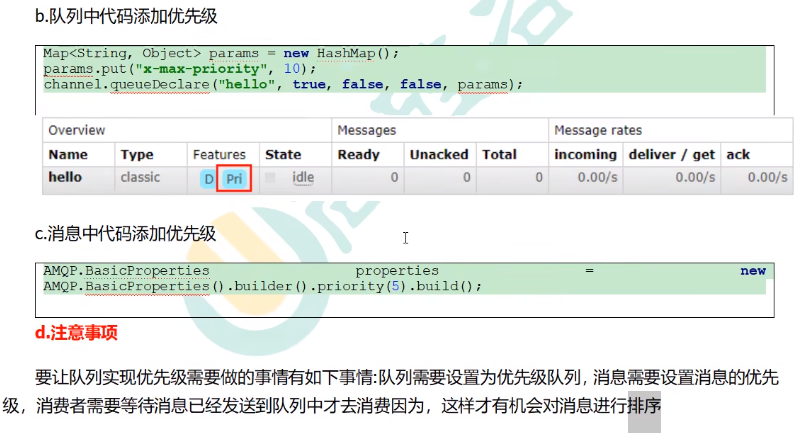 b.队列中代码添加优先级
Map<String, Object> params = new HashMap();
params.put("x-max-priority", 10);
channel.queueDeclare("hello", true, false, false, params);
Overview Messages Message rates
Name Type Features State Ready Unacked Total incoming deliver / get ack
hello classic D Pri idle 0 0 0 0.00/s 0.00/s 0.00/s
c.消息中代码添加优先级
AMQP.BasicProperties properties = new
AMQP.BasicProperties().builder().priority(5).build();
d.注意事项
要让队列实现优先级需要做的事情有如下事情:队列需要设置为优先级队列，消息需要设置消息的优先
级，消费者需要等待消息已经发送到队列中才去消费因为，这样才有机会对消息进行排序